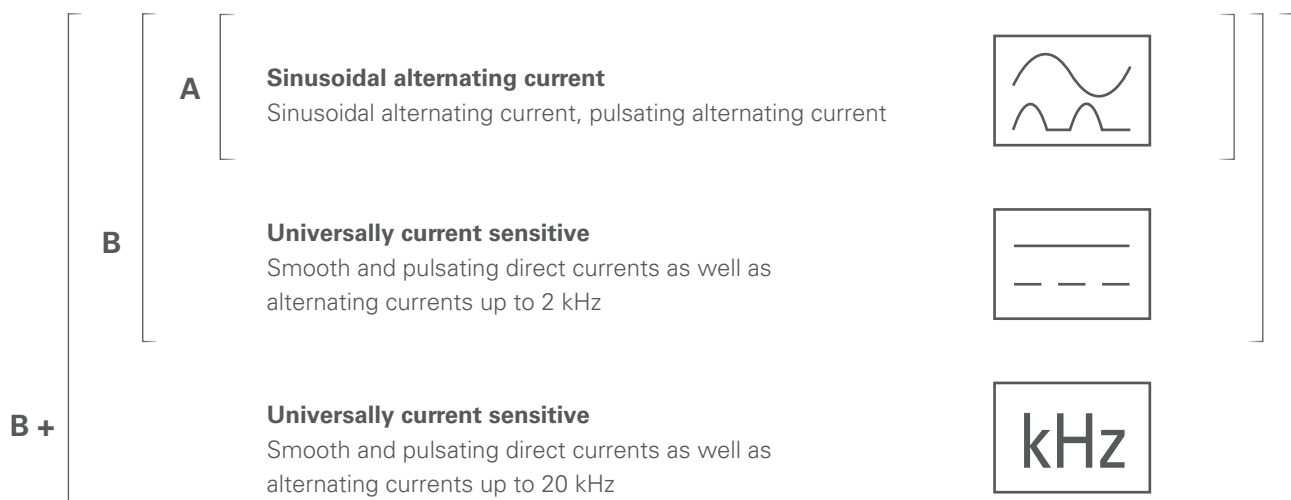 A
Sinusoidal alternating current
Sinusoidal alternating current, pulsating alternating current
B
Universally current sensitive
Smooth and pulsating direct currents as well as
alternating currents up to 2 kHz
B +
Universally current sensitive
Smooth and pulsating direct currents as well as
alternating currents up to 20 kHz
kHz